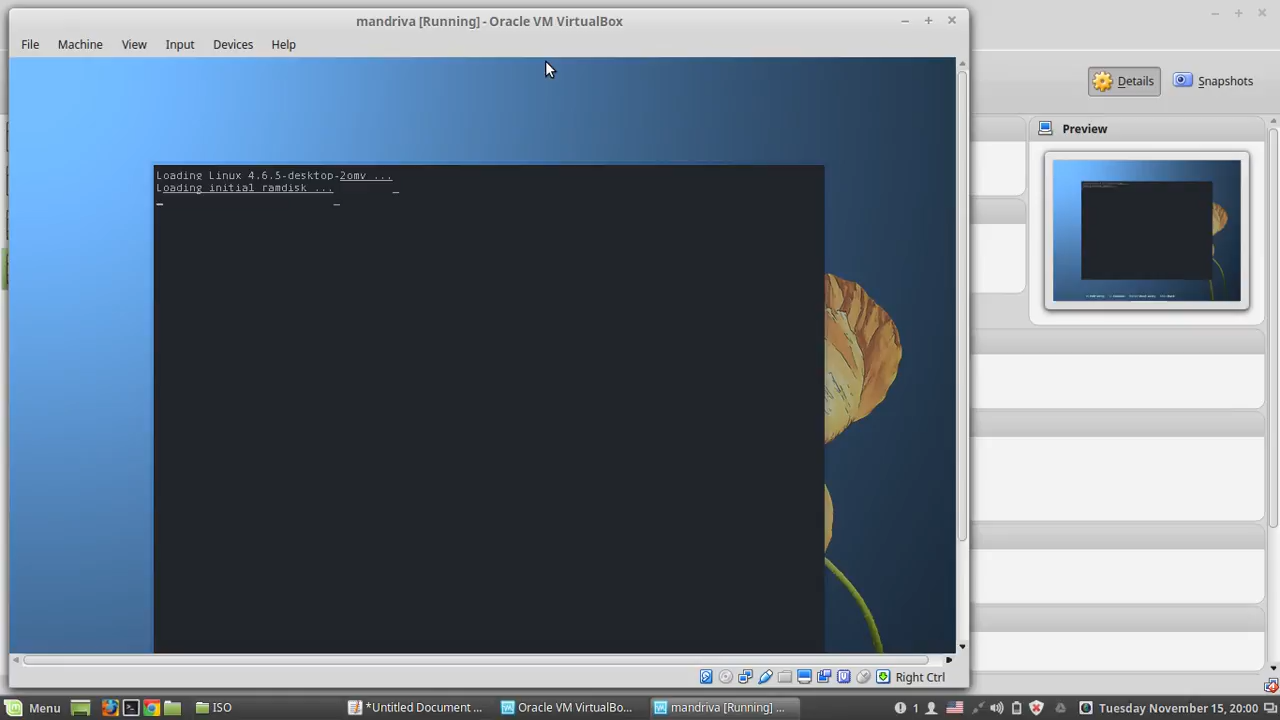 mandriva [Running] - Oracle VM VirtualBox
File Machine View Input Devices Help
Details Snapshots
Preview
Loading Linux 4.6.5-desktop-2omv ...
Loading initial ramdisk ...
Right Ctrl
Menu ISO *Untitled Document ... Oracle VM VirtualBo... mandriva [Running] ... 1 Tuesday November 15, 20:00